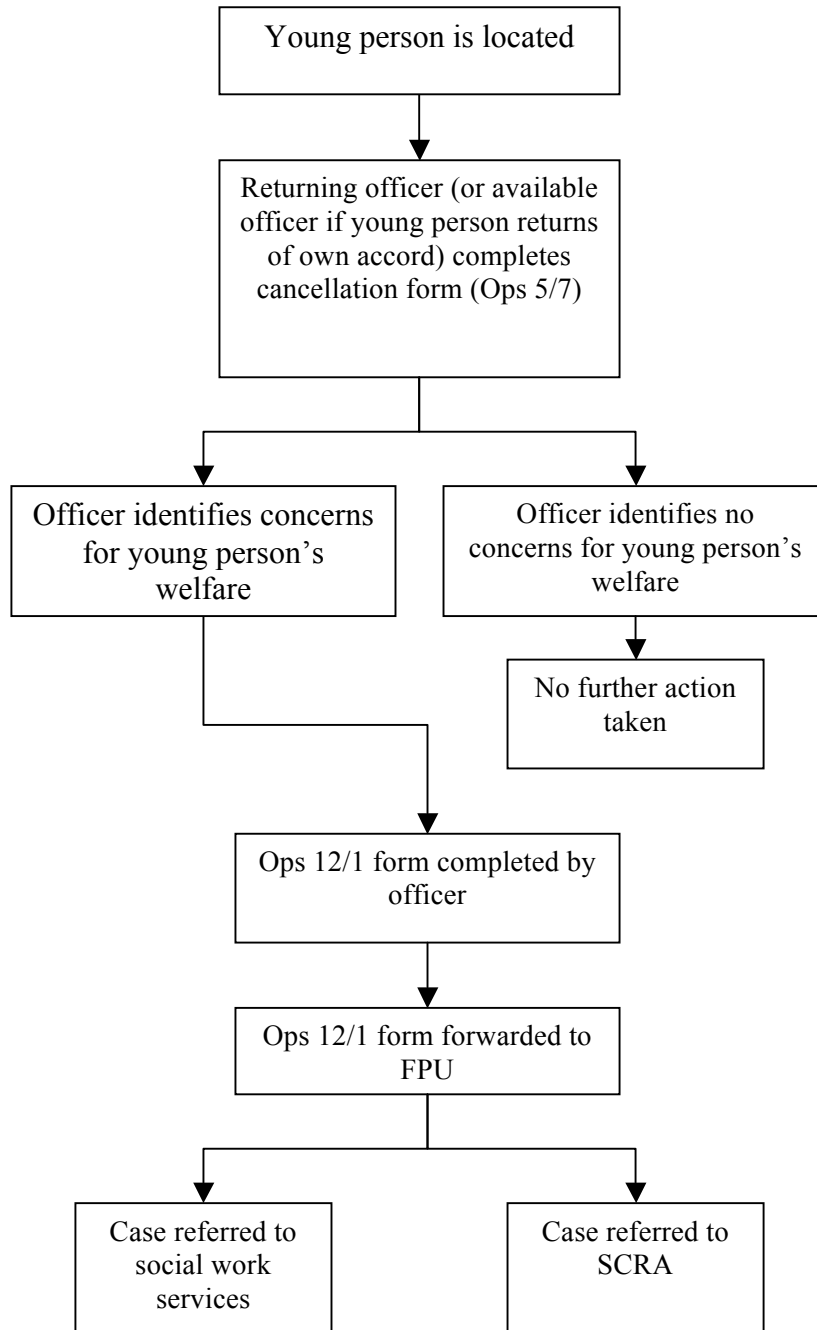 Young person is located
Returning officer (or available
officer if young person returns
of own accord) completes
cancellation form (Ops 5/7)
Officer identifies concerns
for young person’s
welfare
Officer identifies no
concerns for young person’s
welfare
No further action
taken
Ops 12/1 form completed by
officer
Ops 12/1 form forwarded to
FPU
Case referred to
social work
services
Case referred to
SCRA